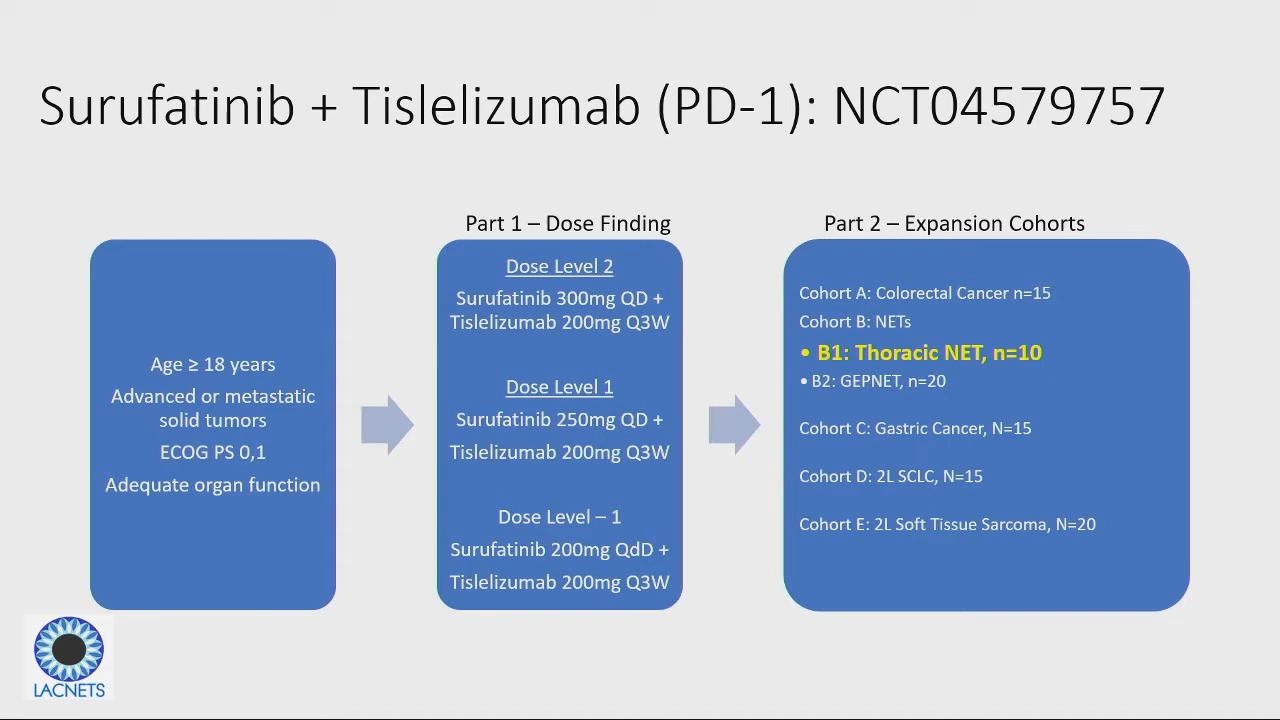 Surufatinib + Tislelizumab (PD-1): NCT04579757
Age ≥ 18 years
Advanced or metastatic
solid tumors
ECOG PS 0,1
Adequate organ function
Part 1 – Dose Finding
Dose Level 2
Surufatinib 300mg QD +
Tislelizumab 200mg Q3W
Dose Level 1
Surufatinib 250mg QD +
Tislelizumab 200mg Q3W
Dose Level – 1
Surufatinib 200mg QdD +
Tislelizumab 200mg Q3W
Part 2 – Expansion Cohorts
Cohort A: Colorectal Cancer n=15
Cohort B: NETs
• B1: Thoracic NET, n=10
• B2: GEPNET, n=20
Cohort C: Gastric Cancer, N=15
Cohort D: 2L SCLC, N=15
Cohort E: 2L Soft Tissue Sarcoma, N=20
LACNETS